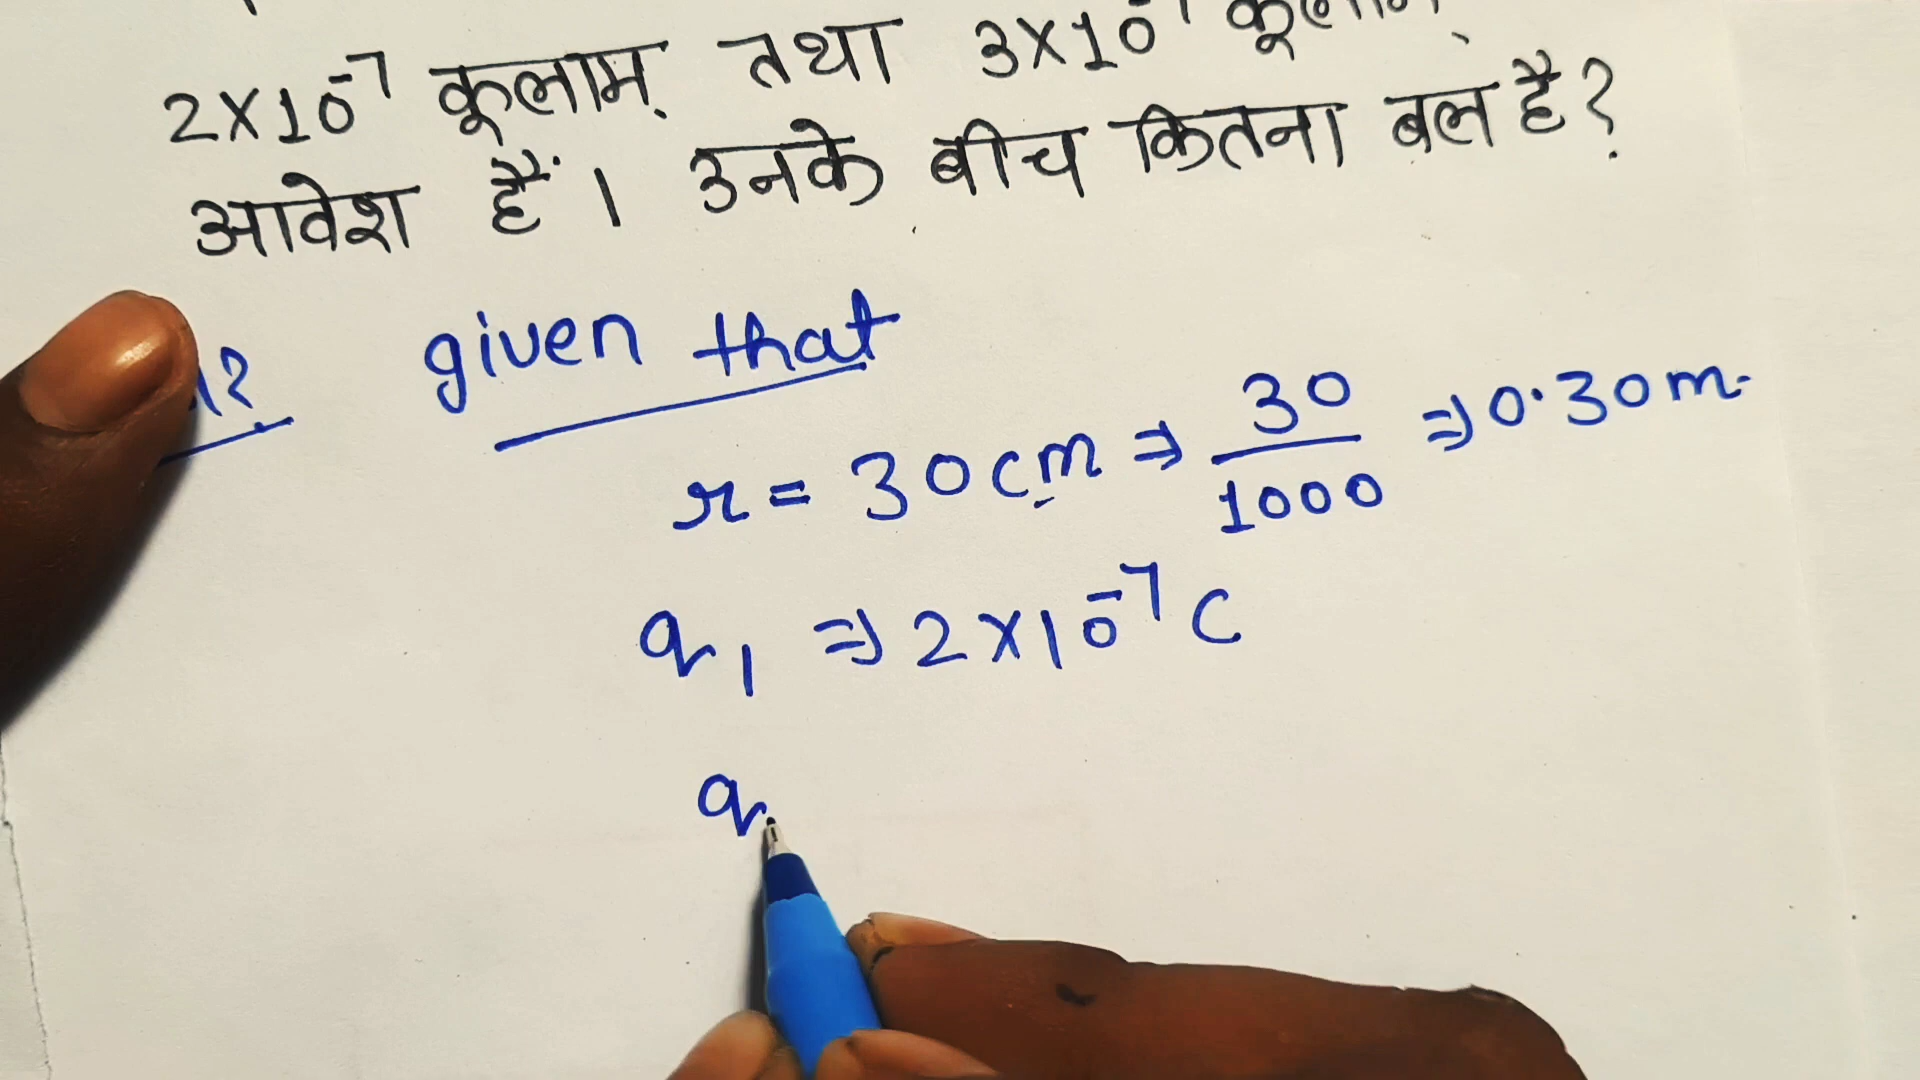 2×10⁻⁷ कूलाम् तथा 3×10⁻⁷ कूलाम्
आवेश हैं। उनके बीच कितना बल है?
given that
r = 30cm ⇒ 30/1000 ⇒ 0.30m.
q₁ ⇒ 2×10⁻⁷ C
q